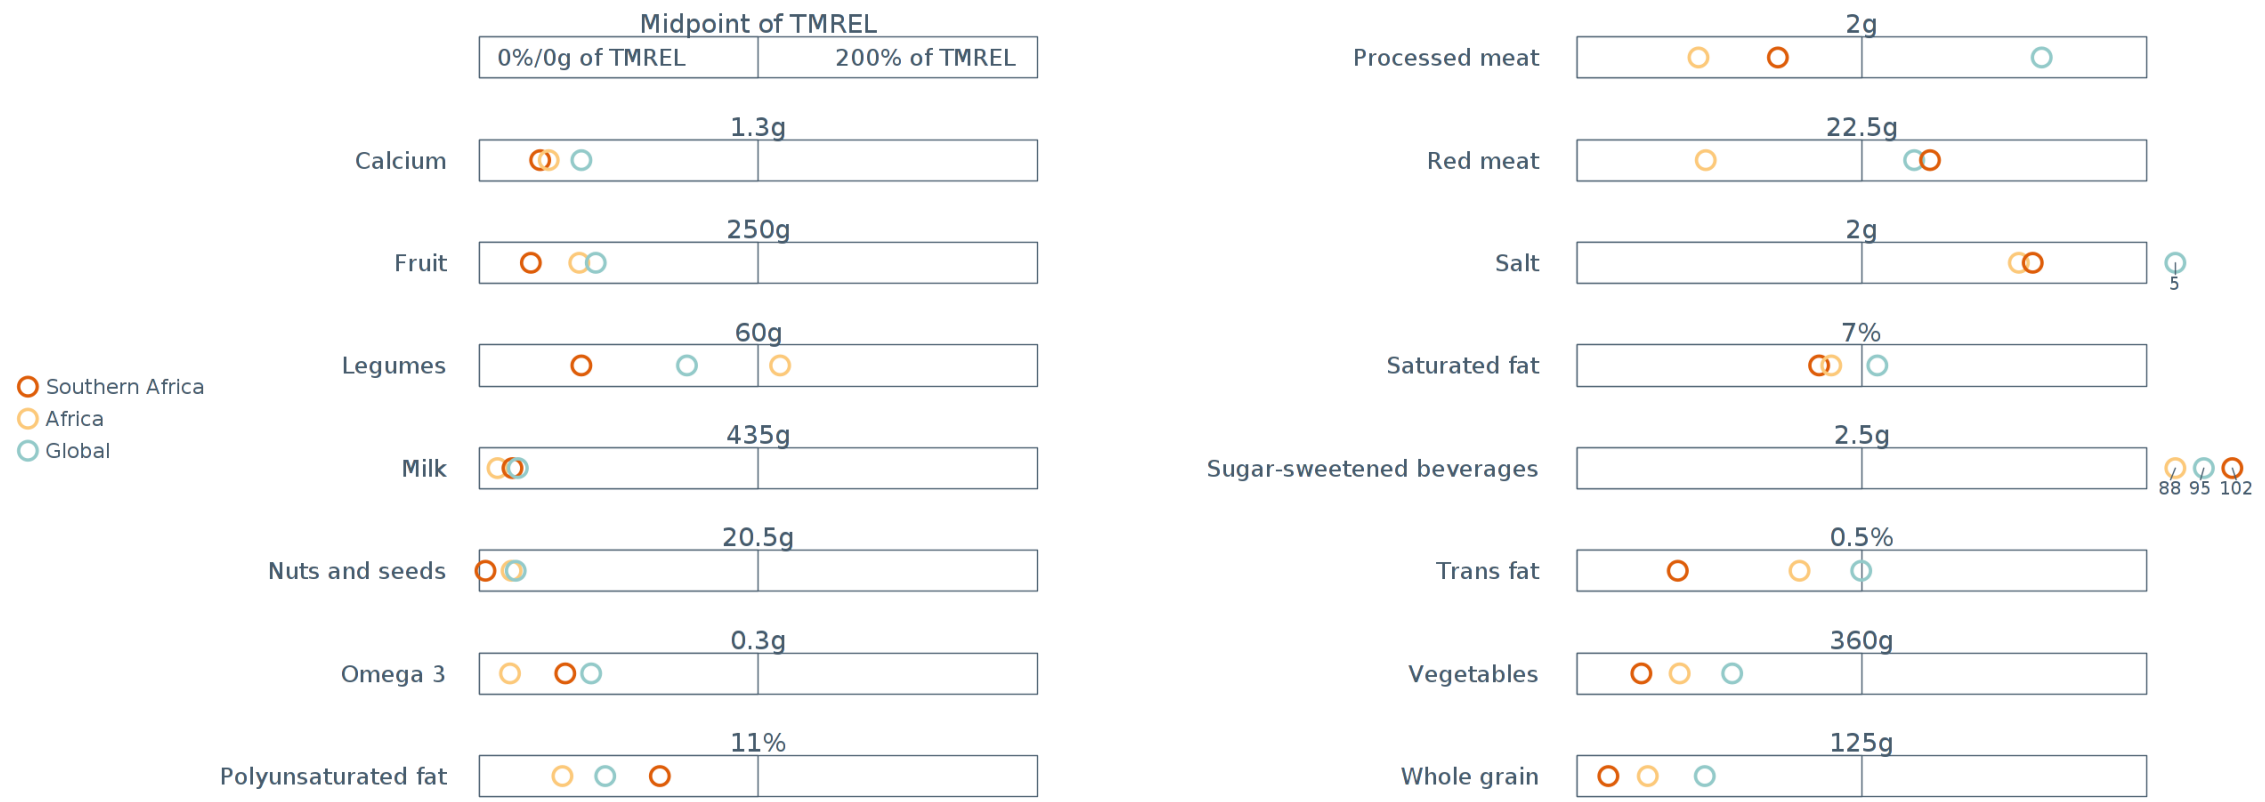 Midpoint of TMREL
0%/0g of TMREL
200% of TMREL
1.3g
Calcium
250g
Fruit
60g
Legumes
435g
Milk
20.5g
Nuts and seeds
0.3g
Omega 3
11%
Polyunsaturated fat
Southern Africa
Africa
Global
2g
Processed meat
22.5g
Red meat
2g
Salt
5
7%
Saturated fat
2.5g
Sugar-sweetened beverages
88 95 102
0.5%
Trans fat
360g
Vegetables
125g
Whole grain